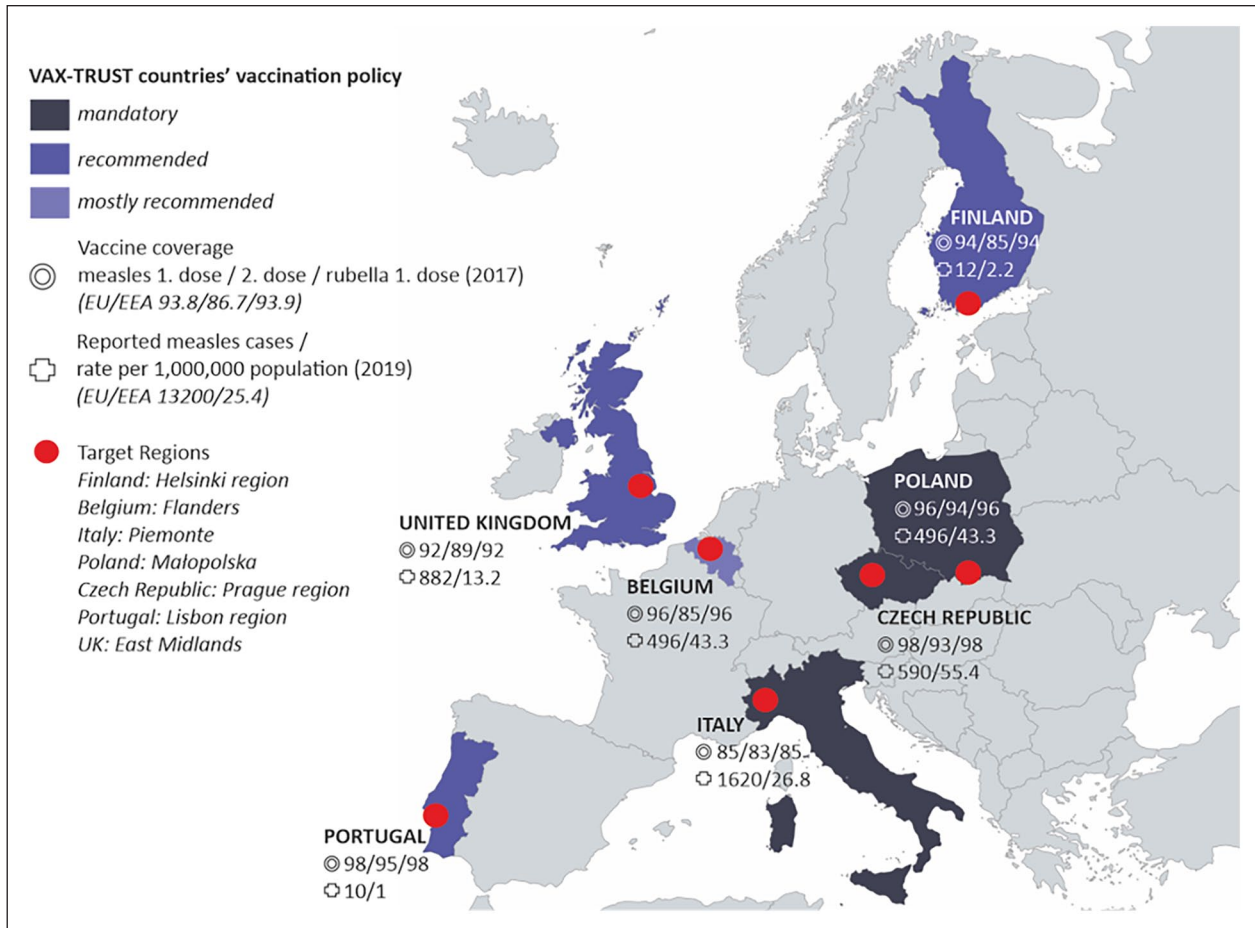 VAX-TRUST countries' vaccination policy
mandatory
recommended
mostly recommended
Vaccine coverage
measles 1. dose / 2. dose / rubella 1. dose (2017)
(EU/EEA 93.8/86.7/93.9)
Reported measles cases /
rate per 1,000,000 population (2019)
(EU/EEA 13200/25.4)
Target Regions
Finland: Helsinki region
Belgium: Flanders
Italy: Piemonte
Poland: Małopolska
Czech Republic: Prague region
Portugal: Lisbon region
UK: East Midlands
FINLAND
94/85/94
12/2.2
UNITED KINGDOM
92/89/92
882/13.2
POLAND
96/94/96
496/43.3
BELGIUM
96/85/96
496/43.3
CZECH REPUBLIC
98/93/98
590/55.4
ITALY
85/83/85
1620/26.8
PORTUGAL
98/95/98
10/1